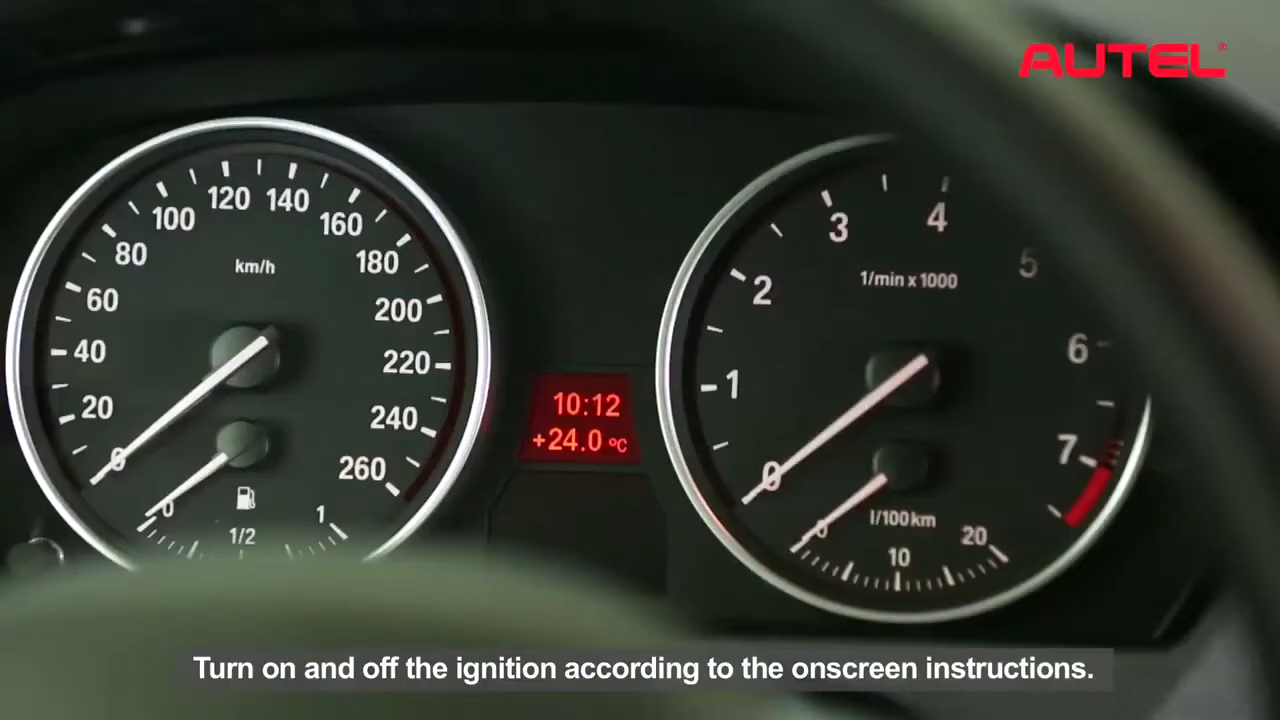 AUTEL®
120 140
100 160
80 180
60 200
40 220
20 240
0 260
km/h
0 1/2 1
10:12
+24.0 °C
3 4
2 5
1 6
0 7
1/min x 1000
l/100km
0 10 20
Turn on and off the ignition according to the onscreen instructions.